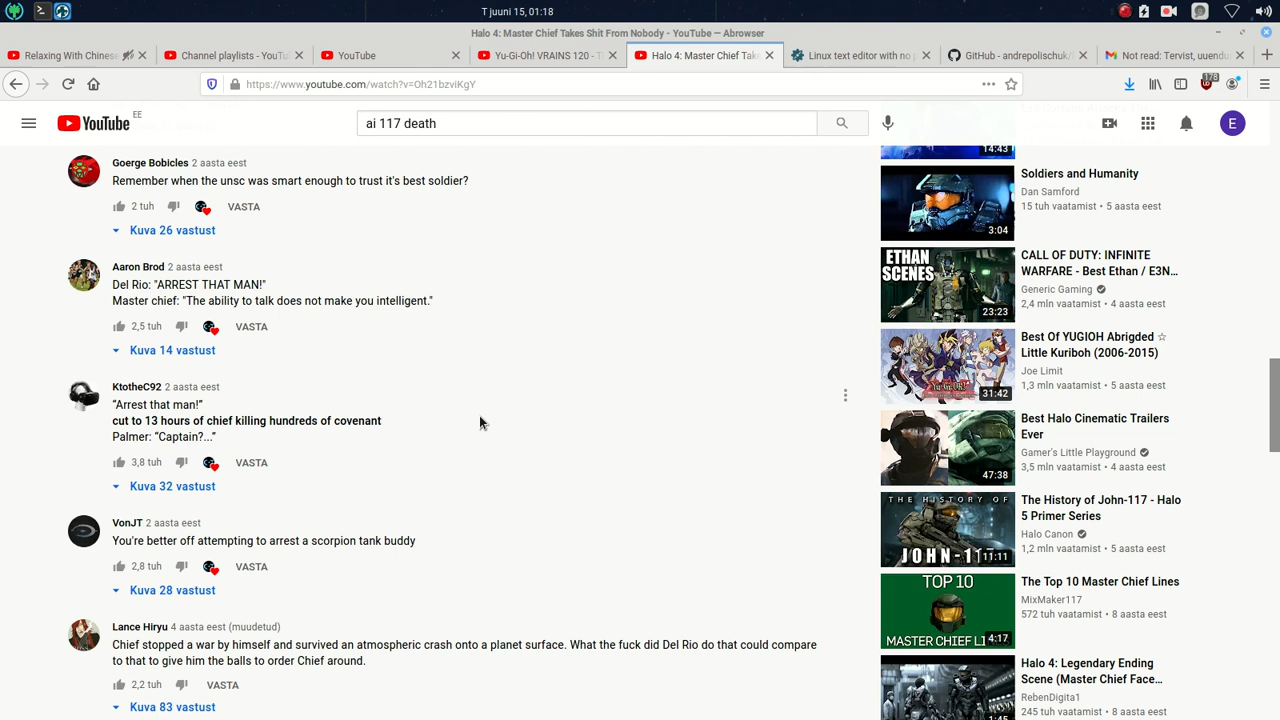 T juuni 15, 01:18
Halo 4: Master Chief Takes Shit From Nobody - YouTube — Abrowser
Relaxing With Chinese
Channel playlists - YouTu
YouTube
Yu-Gi-Oh! VRAINS 120 - T
Halo 4: Master Chief Tak
Linux text editor with no p
GitHub - andrepolischuk/
Not read: Tervist, uuendu
https://www.youtube.com/watch?v=Oh21bzviKgY
178
YouTube
EE
ai 117 death
E
Goerge Bobicles 2 aasta eest
Remember when the unsc was smart enough to trust it's best soldier?
2 tuh
VASTA
Kuva 26 vastust
Aaron Brod 2 aasta eest
Del Rio: "ARREST THAT MAN!"
Master chief: "The ability to talk does not make you intelligent."
2,5 tuh
VASTA
Kuva 14 vastust
KtotheC92 2 aasta eest
“Arrest that man!”
cut to 13 hours of chief killing hundreds of covenant
Palmer: “Captain?...”
3,8 tuh
VASTA
Kuva 32 vastust
VonJT 2 aasta eest
You're better off attempting to arrest a scorpion tank buddy
2,8 tuh
VASTA
Kuva 28 vastust
Lance Hiryu 4 aasta eest (muudetud)
Chief stopped a war by himself and survived an atmospheric crash onto a planet surface. What the fuck did Del Rio do that could compare
to that to give him the balls to order Chief around.
2,2 tuh
VASTA
Kuva 83 vastust
14:43
Soldiers and Humanity
Dan Samford
15 tuh vaatamist • 5 aasta eest
3:04
ETHAN
SCENES
23:23
CALL OF DUTY: INFINITE
WARFARE - Best Ethan / E3N...
Generic Gaming
2,4 mln vaatamist • 4 aasta eest
31:42
Best Of YUGIOH Abrigded ☆
Little Kuriboh (2006-2015)
Joe Limit
1,3 mln vaatamist • 5 aasta eest
47:38
Best Halo Cinematic Trailers
Ever
Gamer's Little Playground
3,5 mln vaatamist • 4 aasta eest
THE HISTORY OF
JOHN-11
11:11
The History of John-117 - Halo
5 Primer Series
Halo Canon
1,2 mln vaatamist • 5 aasta eest
TOP 10
MASTER CHIEF LI
4:17
The Top 10 Master Chief Lines
MixMaker117
572 tuh vaatamist • 8 aasta eest
1:45
Halo 4: Legendary Ending
Scene (Master Chief Face...
RebenDigita1
245 tuh vaatamist • 8 aasta eest